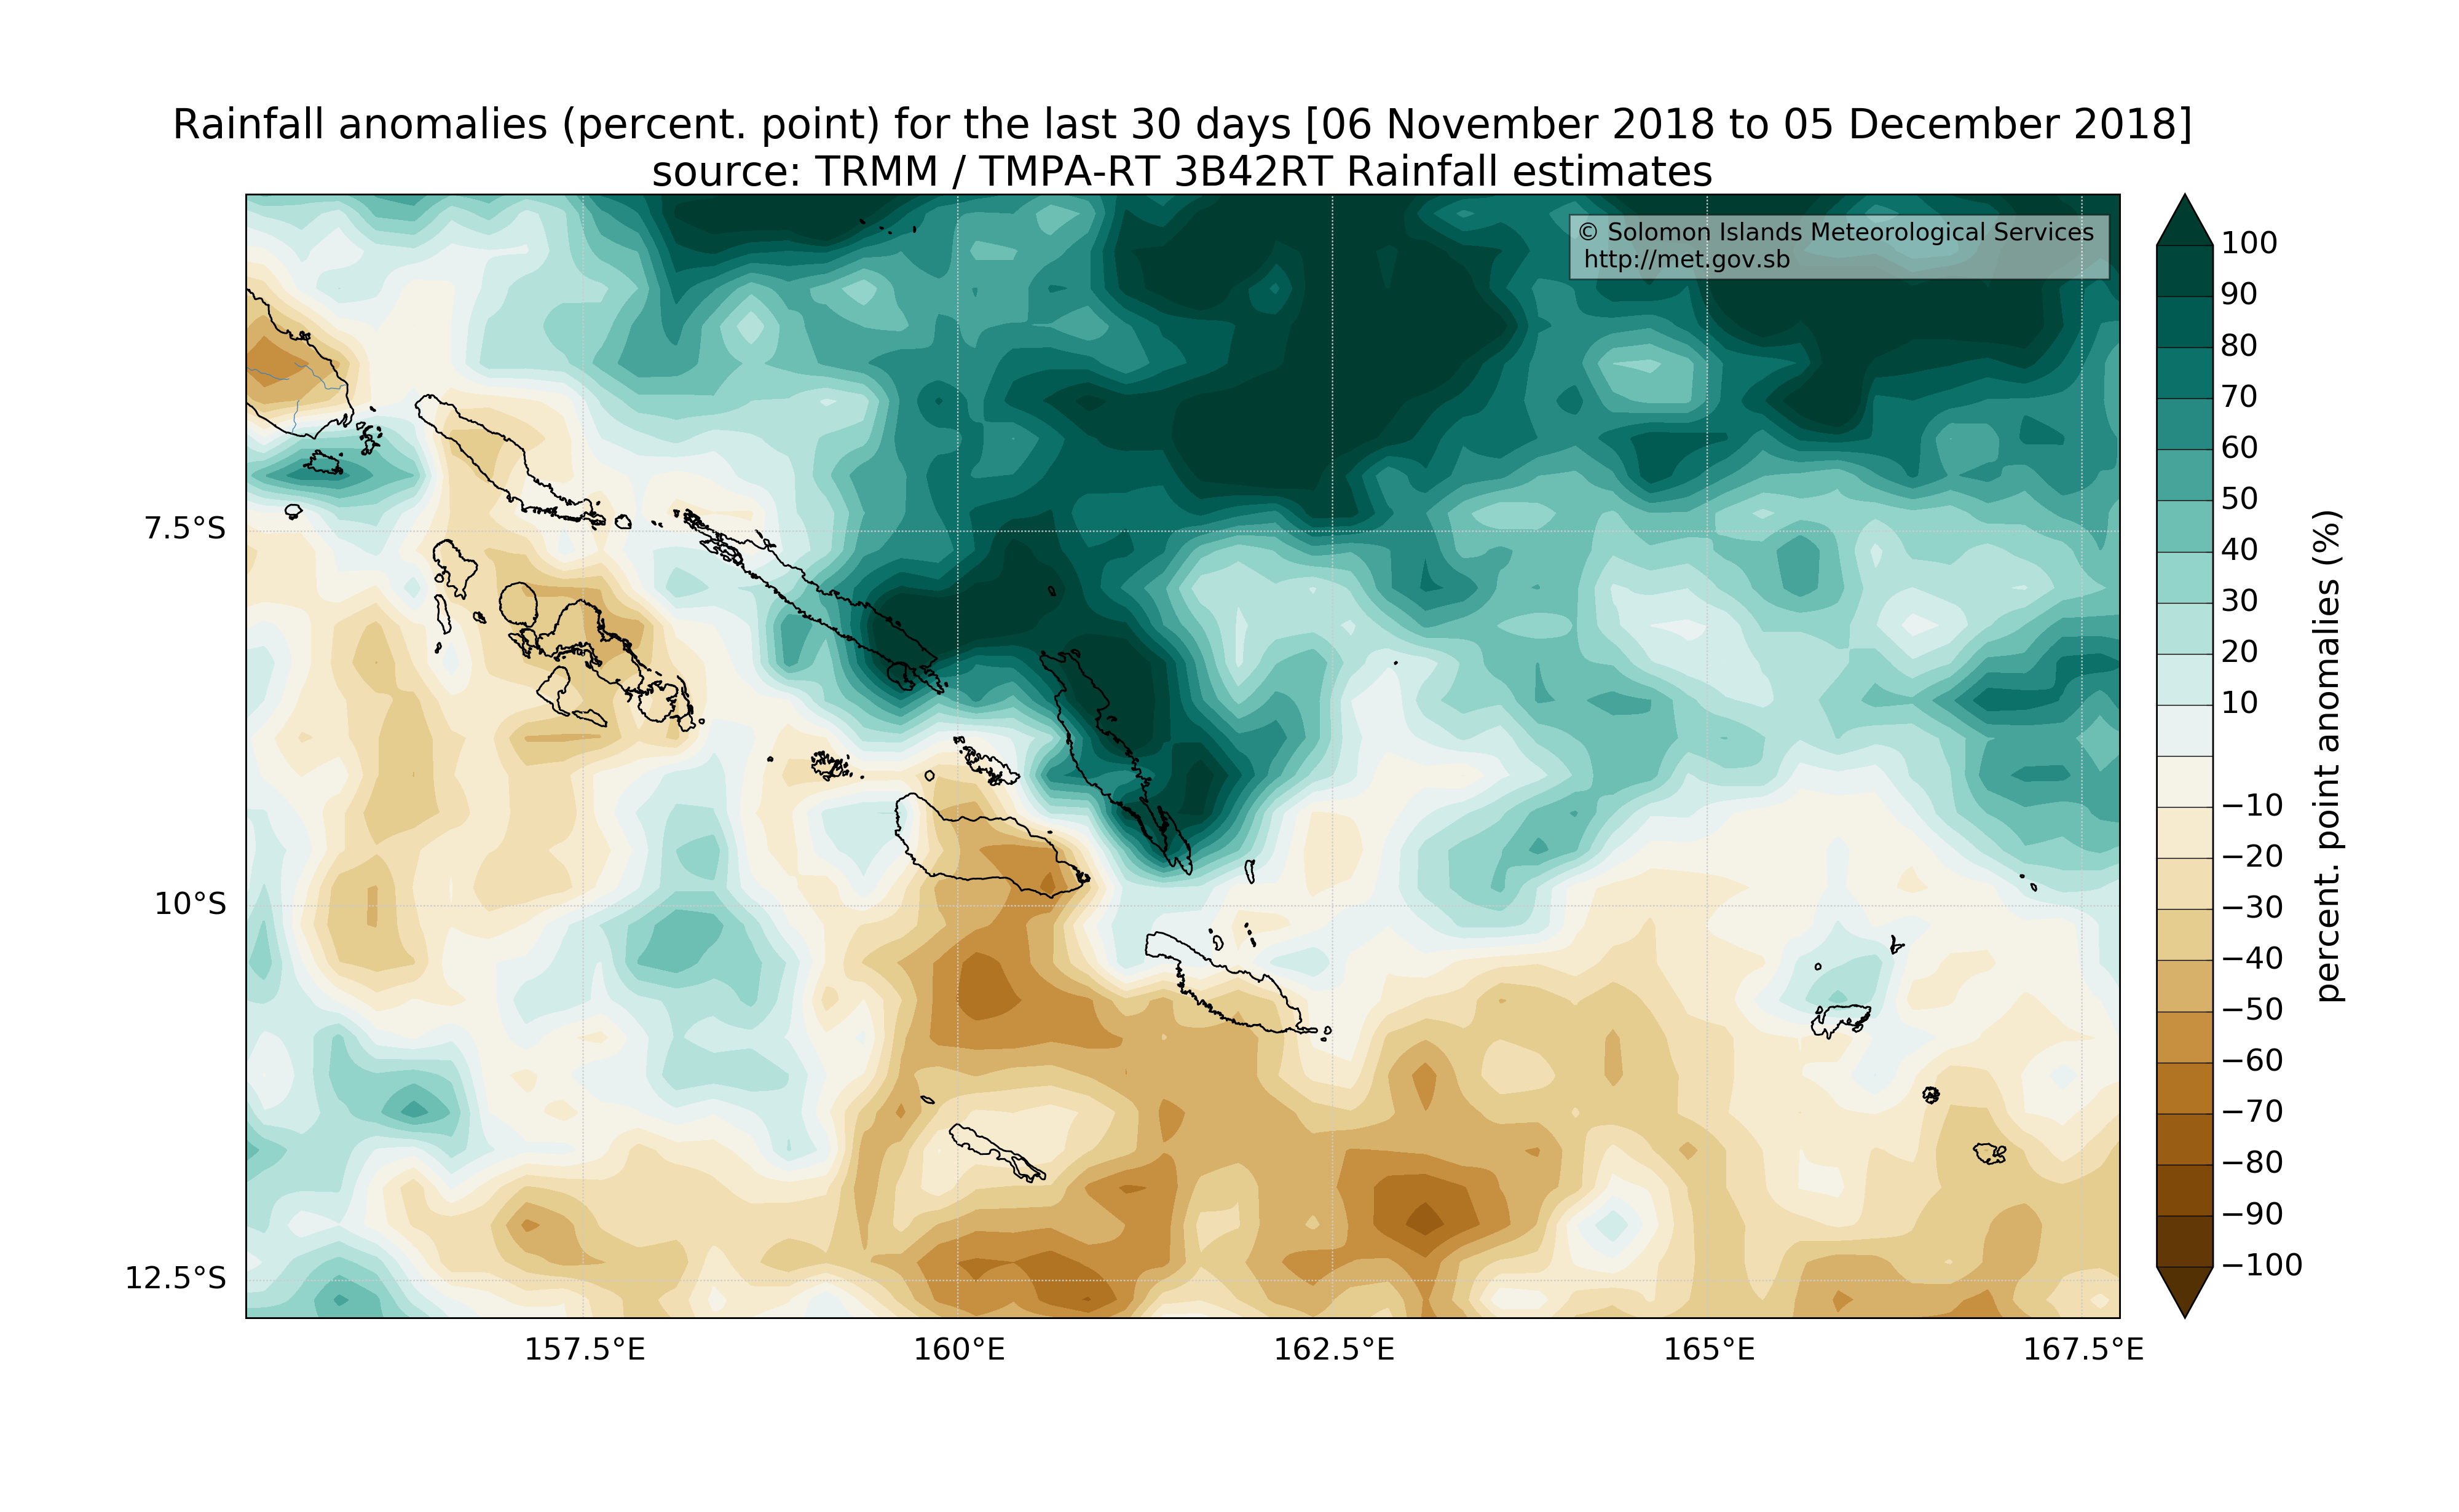 Rainfall anomalies (percent. point) for the last 30 days [06 November 2018 to 05 December 2018]
source: TRMM / TMPA-RT 3B42RT Rainfall estimates
© Solomon Islands Meteorological Services
http://met.gov.sb
7.5°S
10°S
12.5°S
157.5°E
160°E
162.5°E
165°E
167.5°E
100
90
80
70
60
50
40
30
20
10
−10
−20
−30
−40
−50
−60
−70
−80
−90
−100
percent. point anomalies (%)